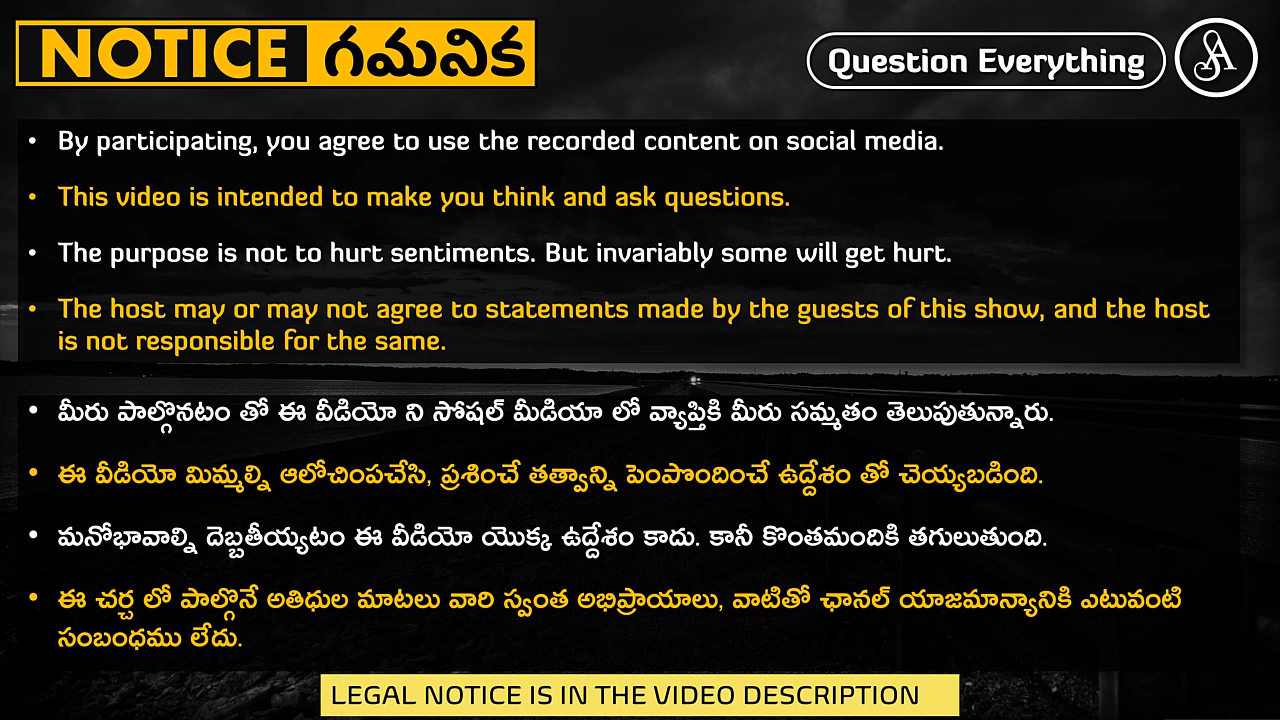 NOTICE గమనిక
Question Everything
• By participating, you agree to use the recorded content on social media.
• This video is intended to make you think and ask questions.
• The purpose is not to hurt sentiments. But invariably some will get hurt.
• The host may or may not agree to statements made by the guests of this show, and the host
is not responsible for the same.
• మీరు పాల్గొనటం తో ఈ వీడియో ని సోషల్ మీడియా లో వ్యాప్తికి మీరు సమ్మతం తెలుపుతున్నారు.
• ఈ వీడియో మిమ్మల్ని ఆలోచింపచేసి, ప్రశించే తత్వాన్ని పెంపొందించే ఉద్దేశం తో చెయ్యబడింది.
• మనోభావాల్ని దెబ్బతీయ్యటం ఈ వీడియో యొక్క ఉద్దేశం కాదు. కానీ కొంతమందికి తగులుతుంది.
• ఈ చర్చ లో పాల్గొనే అతిధుల మాటలు వారి స్వంత అభిప్రాయాలు, వాటితో ఛానల్ యాజమాన్యానికి ఎటువంటి
సంబంధము లేదు.
LEGAL NOTICE IS IN THE VIDEO DESCRIPTION